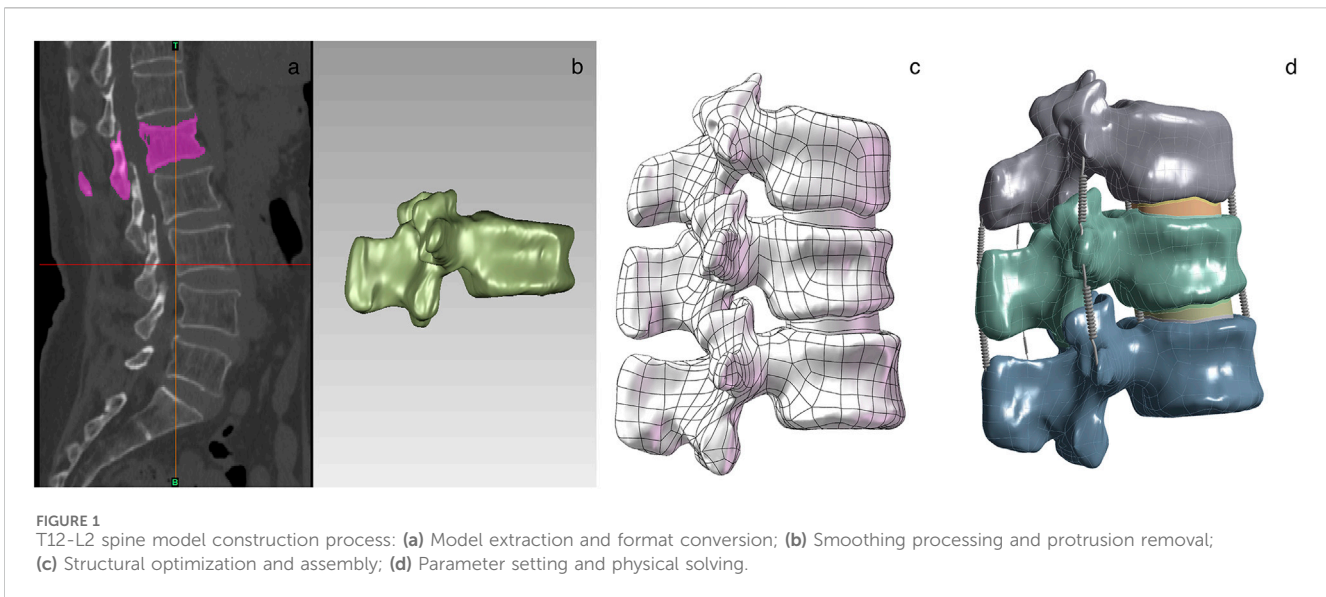 T
a
b
c
d
B
FIGURE 1
T12-L2 spine model construction process: (a) Model extraction and format conversion; (b) Smoothing processing and protrusion removal;
(c) Structural optimization and assembly; (d) Parameter setting and physical solving.